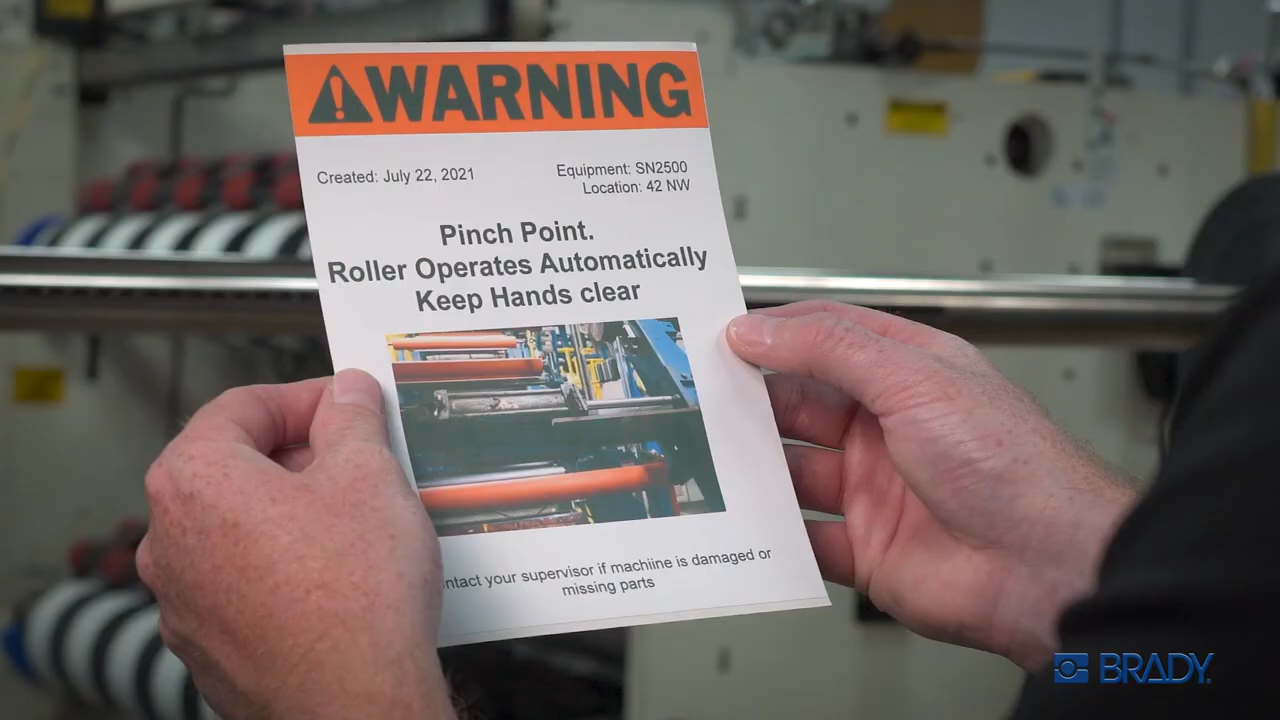 WARNING
Created: July 22, 2021
Equipment: SN2500
Location: 42 NW
Pinch Point.
Roller Operates Automatically
Keep Hands clear
ntact your supervisor if machiine is damaged or
missing parts
BRADY